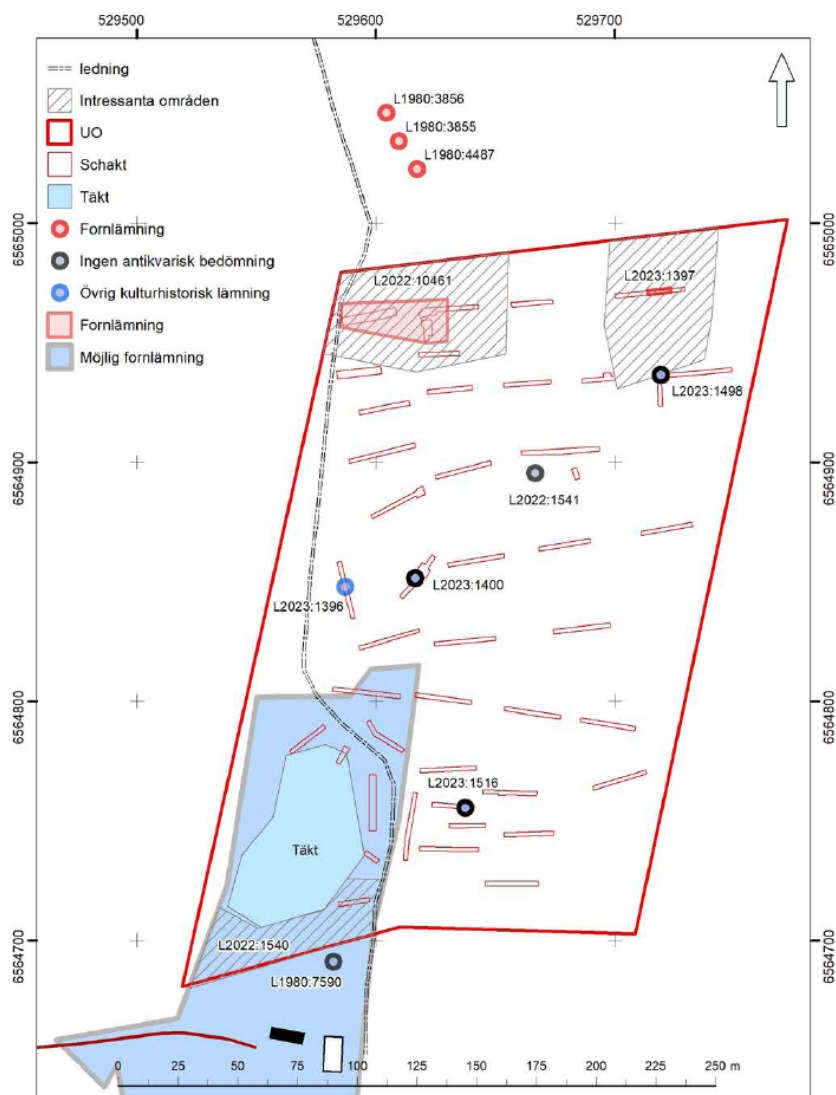 529500
529600
529700
ledning
Intressanta områden
UO
Schakt
Täkt
Fornlämning
Ingen antikvarisk bedömning
Övrig kulturhistorisk lämning
Fornlämning
Möjlig fornlämning
L1980:3856
L1980:3855
L1980:4487
6565000
6565000
L2022:10461
L2023:1397
L2023:1498
6564900
6564900
L2022:1541
L2023:1400
L2023:1396
6564800
6564800
L2023:1516
Täkt
6564700
6564700
L2022:1540
L1980:7590
0 25 50 75 100 125 150 175 200 225 250 m